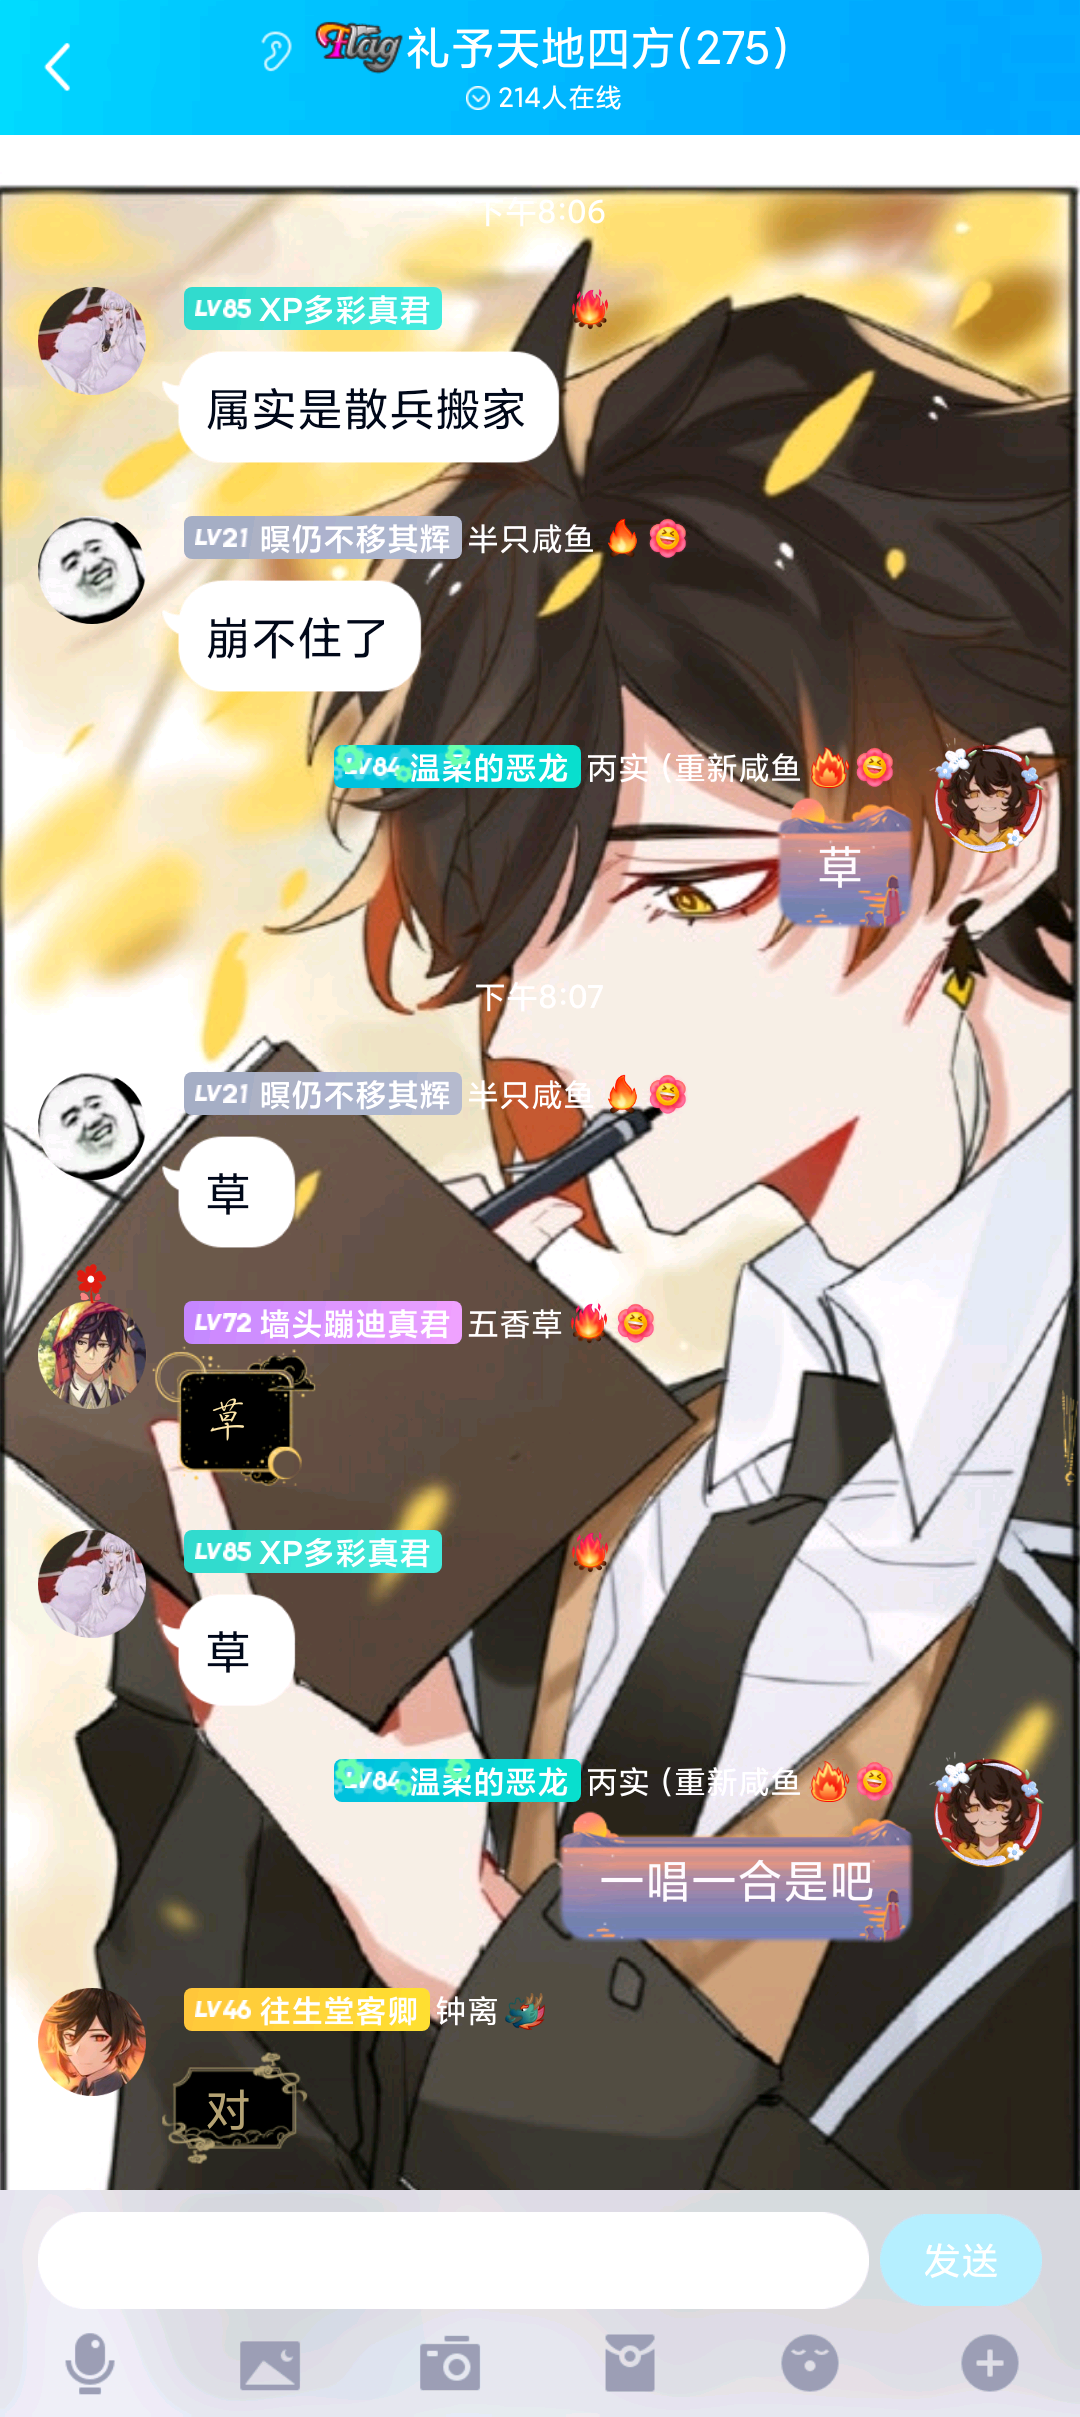 Flag礼予天地四方(275)
214人在线
下午8:06
LV85 XP多彩真君
属实是散兵搬家
LV21 暝仍不移其辉 半只咸鱼
崩不住了
LV84 温柔的恶龙 丙实（重新咸鱼
草
下午8:07
LV21 暝仍不移其辉 半只咸鱼
草
LV72 墙头蹦迪真君 五香草
草
LV85 XP多彩真君
草
LV84 温柔的恶龙 丙实（重新咸鱼
一唱一合是吧
LV46 往生堂客卿 钟离
对
发送